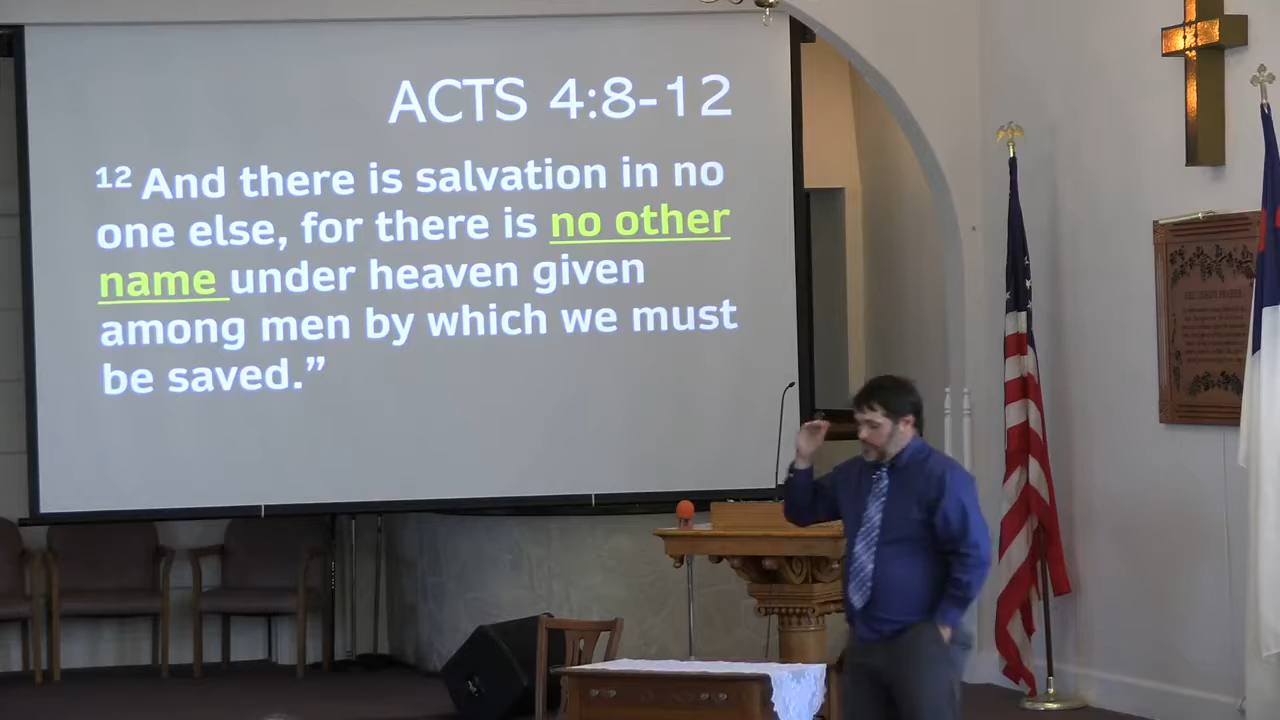 ACTS 4:8-12
12 And there is salvation in no
one else, for there is no other
name under heaven given
among men by which we must
be saved.”